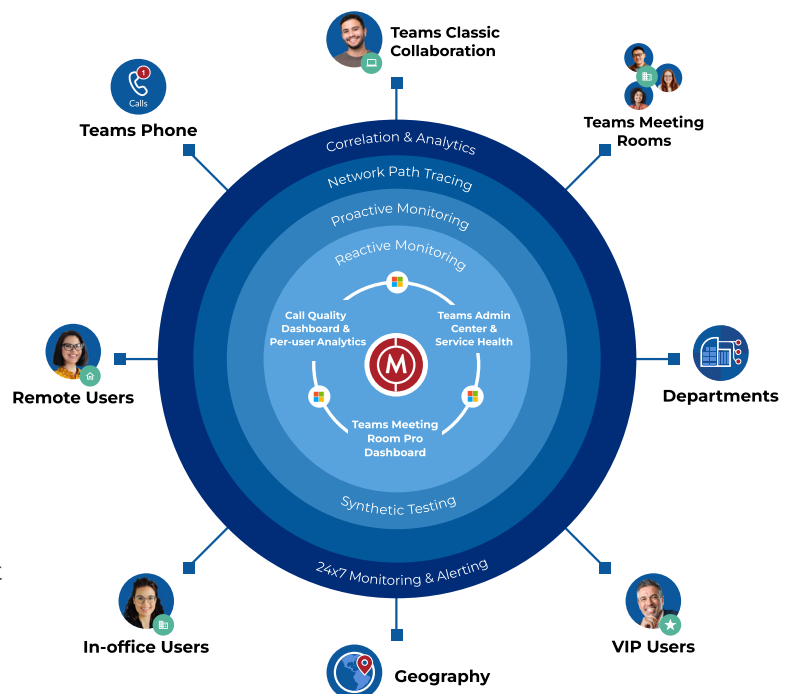 Teams Classic
Collaboration
1
Calls
Teams Phone
Teams Meeting
Rooms
Correlation & Analytics
Network Path Tracing
Proactive Monitoring
Reactive Monitoring
Call Quality
Dashboard &
Per-user Analytics
Teams Admin
Center &
Service Health
M
Teams Meeting
Room Pro
Dashboard
Remote Users
Departments
Synthetic Testing
24x7 Monitoring & Alerting
In-office Users
VIP Users
Geography